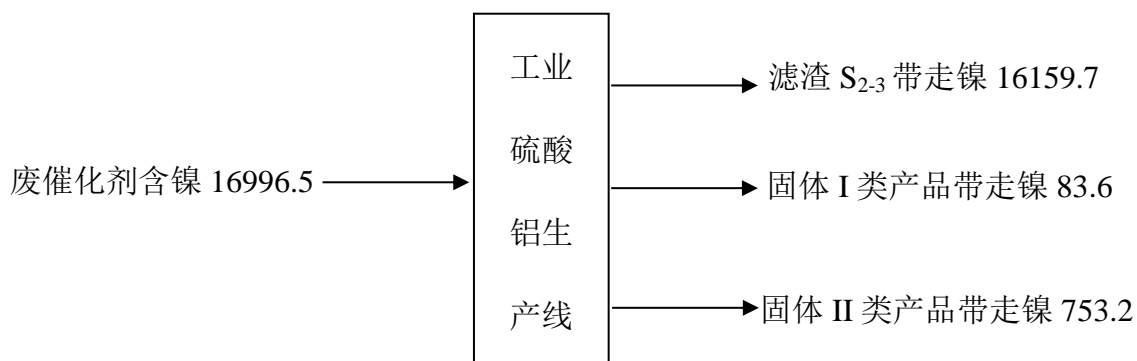 工业
硫酸
铝生
产线
废催化剂含镍 16996.5
滤渣 S2-3 带走镍 16159.7
固体 I 类产品带走镍 83.6
固体 II 类产品带走镍 753.2